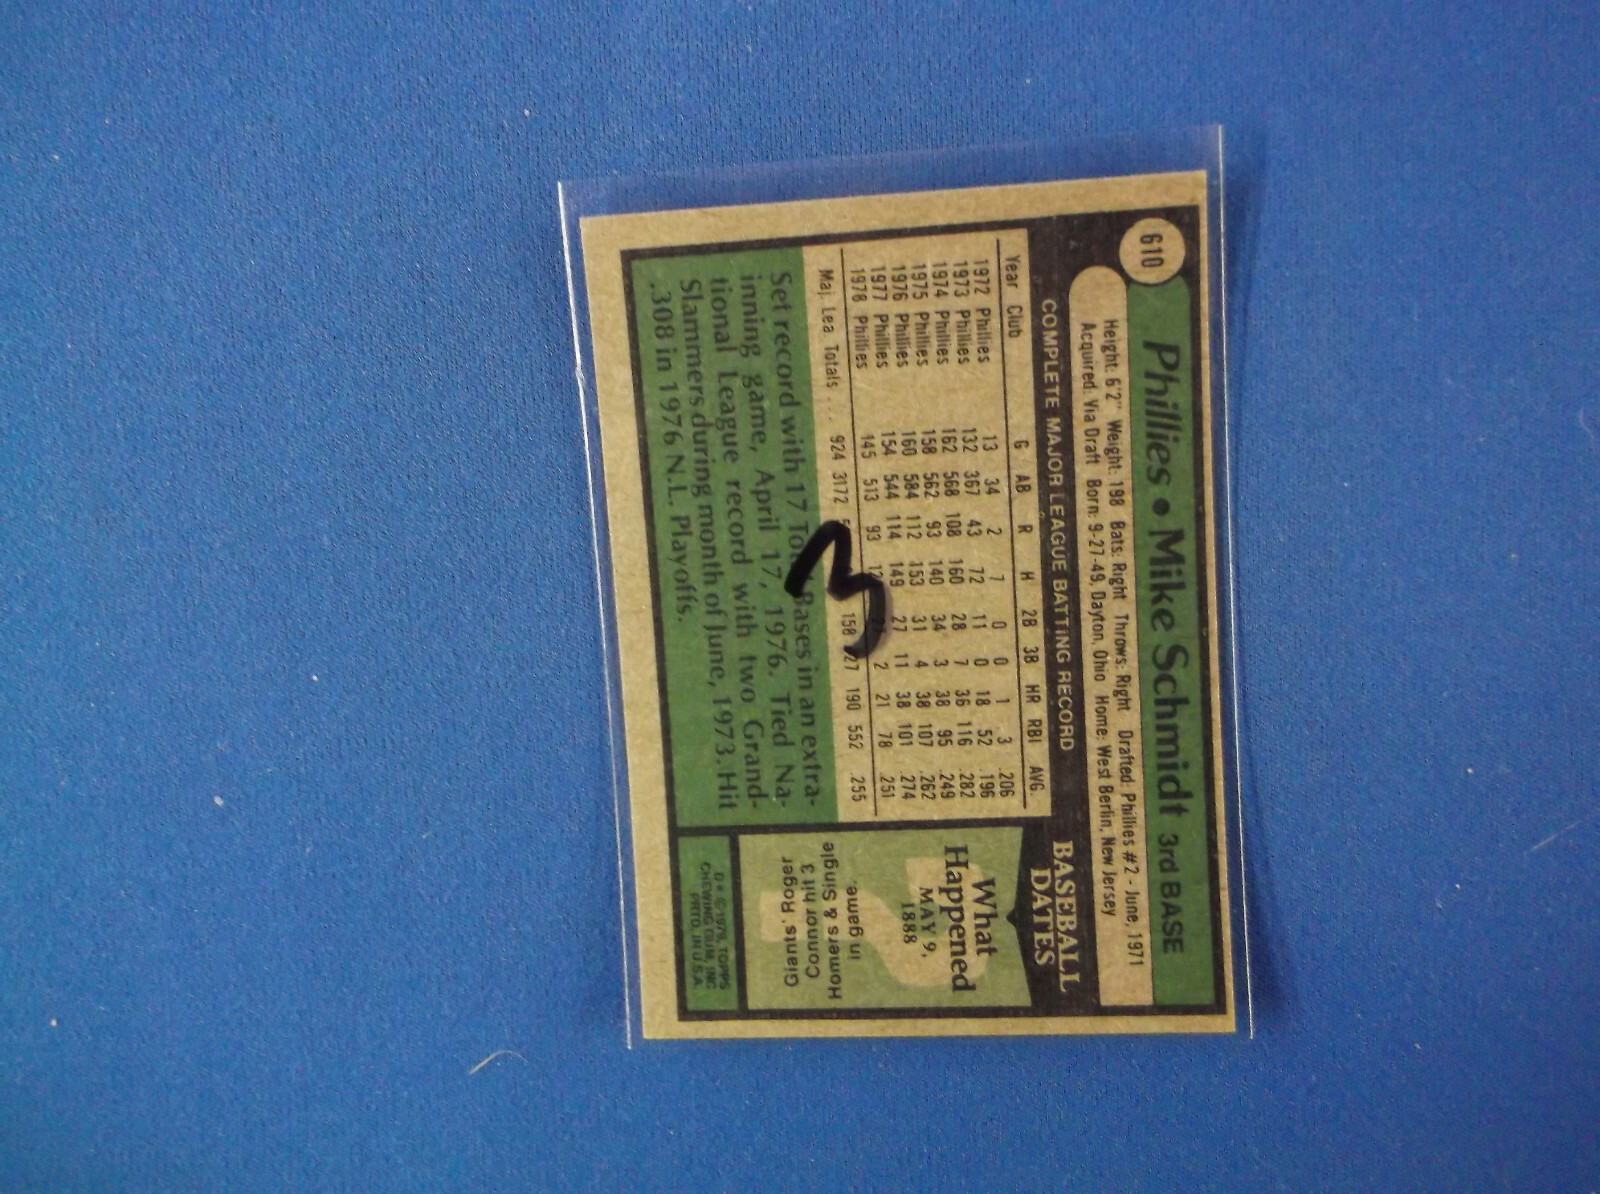 610
Phillies • Mike Schmidt 3rd BASE
Height: 6'2" Weight: 198 Bats: Right Throws: Right Drafted: Phillies #2 - June, 1971
Acquired: Via Draft Born: 9-27-49, Dayton, Ohio Home: West Berlin, New Jersey
COMPLETE MAJOR LEAGUE BATTING RECORD
Year Club G AB R H 2B 3B HR RBI AVG.
1972 Phillies 13 34 2 7 0 0 1 3 .206
1973 Phillies 132 367 43 72 11 0 18 52 .196
1974 Phillies 162 568 108 160 28 7 36 116 .282
1975 Phillies 158 562 93 140 34 3 38 95 .249
1976 Phillies 160 584 112 153 31 4 38 107 .262
1977 Phillies 154 544 114 149 27 11 38 101 .274
1978 Phillies 145 513 93 2 21 78 .251
Maj. Lea Totals ... 924 3172 158 27 190 552 .255
3
Set record with 17 Total Bases in an extra-
inning game, April 17, 1976. Tied Na-
tional League record with two Grand-
Slammers during month of June, 1973. Hit
.308 in 1976 N.L. Playoffs.
BASEBALL
DATES
What
Happened
MAY 9,
1888
Giants, Roger
Connor hit 3
Homers & Single
in game.
D* © 1979, TOPPS
CHEWING GUM, INC
PRTD. IN U.S.A.